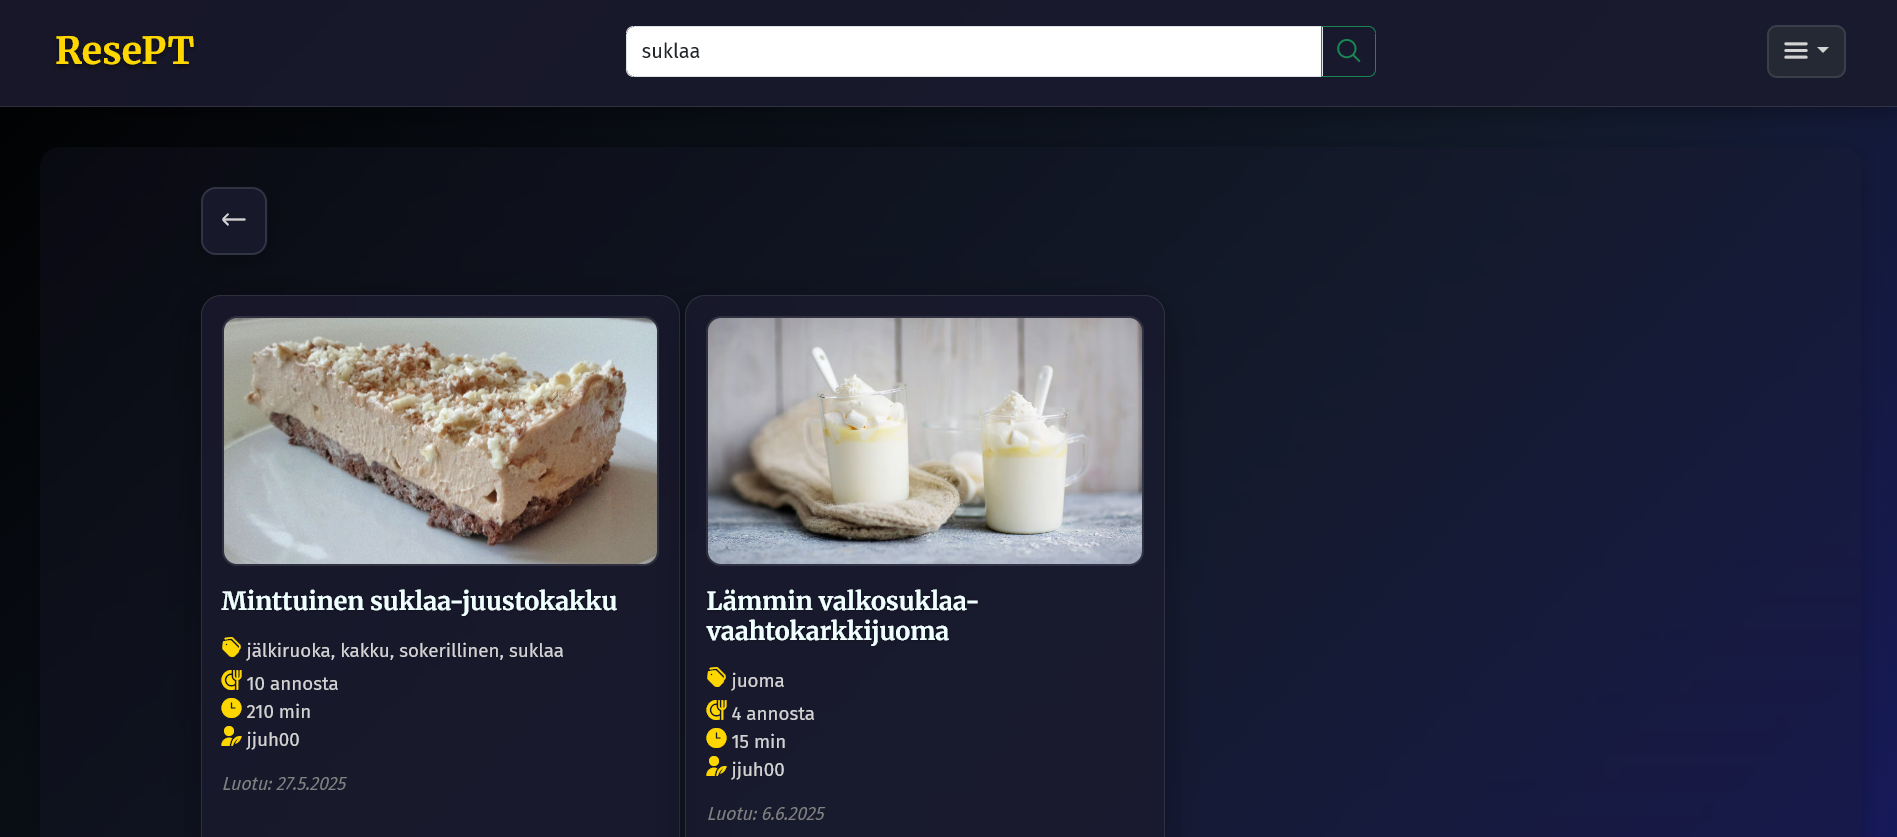 ResePT
suklaa
Minttuinen suklaa-juustokakku
jälkiruoka, kakku, sokerillinen, suklaa
10 annosta
210 min
jjuh00
Luotu: 27.5.2025
Lämmin valkosuklaa-
vaahtokarkkijuoma
juoma
4 annosta
15 min
jjuh00
Luotu: 6.6.2025